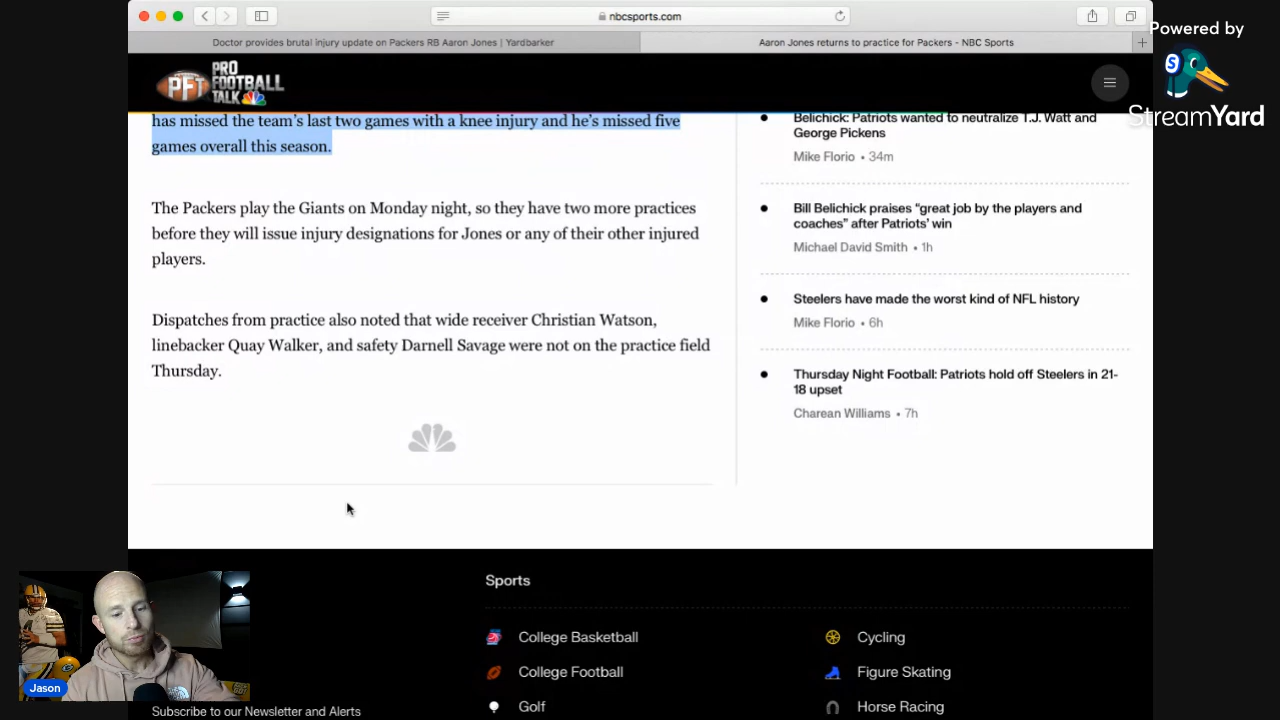 nbcsports.com
Doctor provides brutal injury update on Packers RB Aaron Jones | Yardbarker
Aaron Jones returns to practice for Packers - NBC Sports
Powered by
StreamYard
PFT
PRO
FOOTBALL
TALK
has missed the team's last two games with a knee injury and he's missed five
games overall this season.
The Packers play the Giants on Monday night, so they have two more practices
before they will issue injury designations for Jones or any of their other injured
players.
Dispatches from practice also noted that wide receiver Christian Watson,
linebacker Quay Walker, and safety Darnell Savage were not on the practice field
Thursday.
Belichick: Patriots wanted to neutralize T.J. Watt and
George Pickens
Mike Florio • 34m
Bill Belichick praises “great job by the players and
coaches” after Patriots' win
Michael David Smith • 1h
Steelers have made the worst kind of NFL history
Mike Florio • 6h
Thursday Night Football: Patriots hold off Steelers in 21-
18 upset
Charean Williams • 7h
Sports
College Basketball
College Football
Golf
Cycling
Figure Skating
Horse Racing
Subscribe to our Newsletter and Alerts
Jason